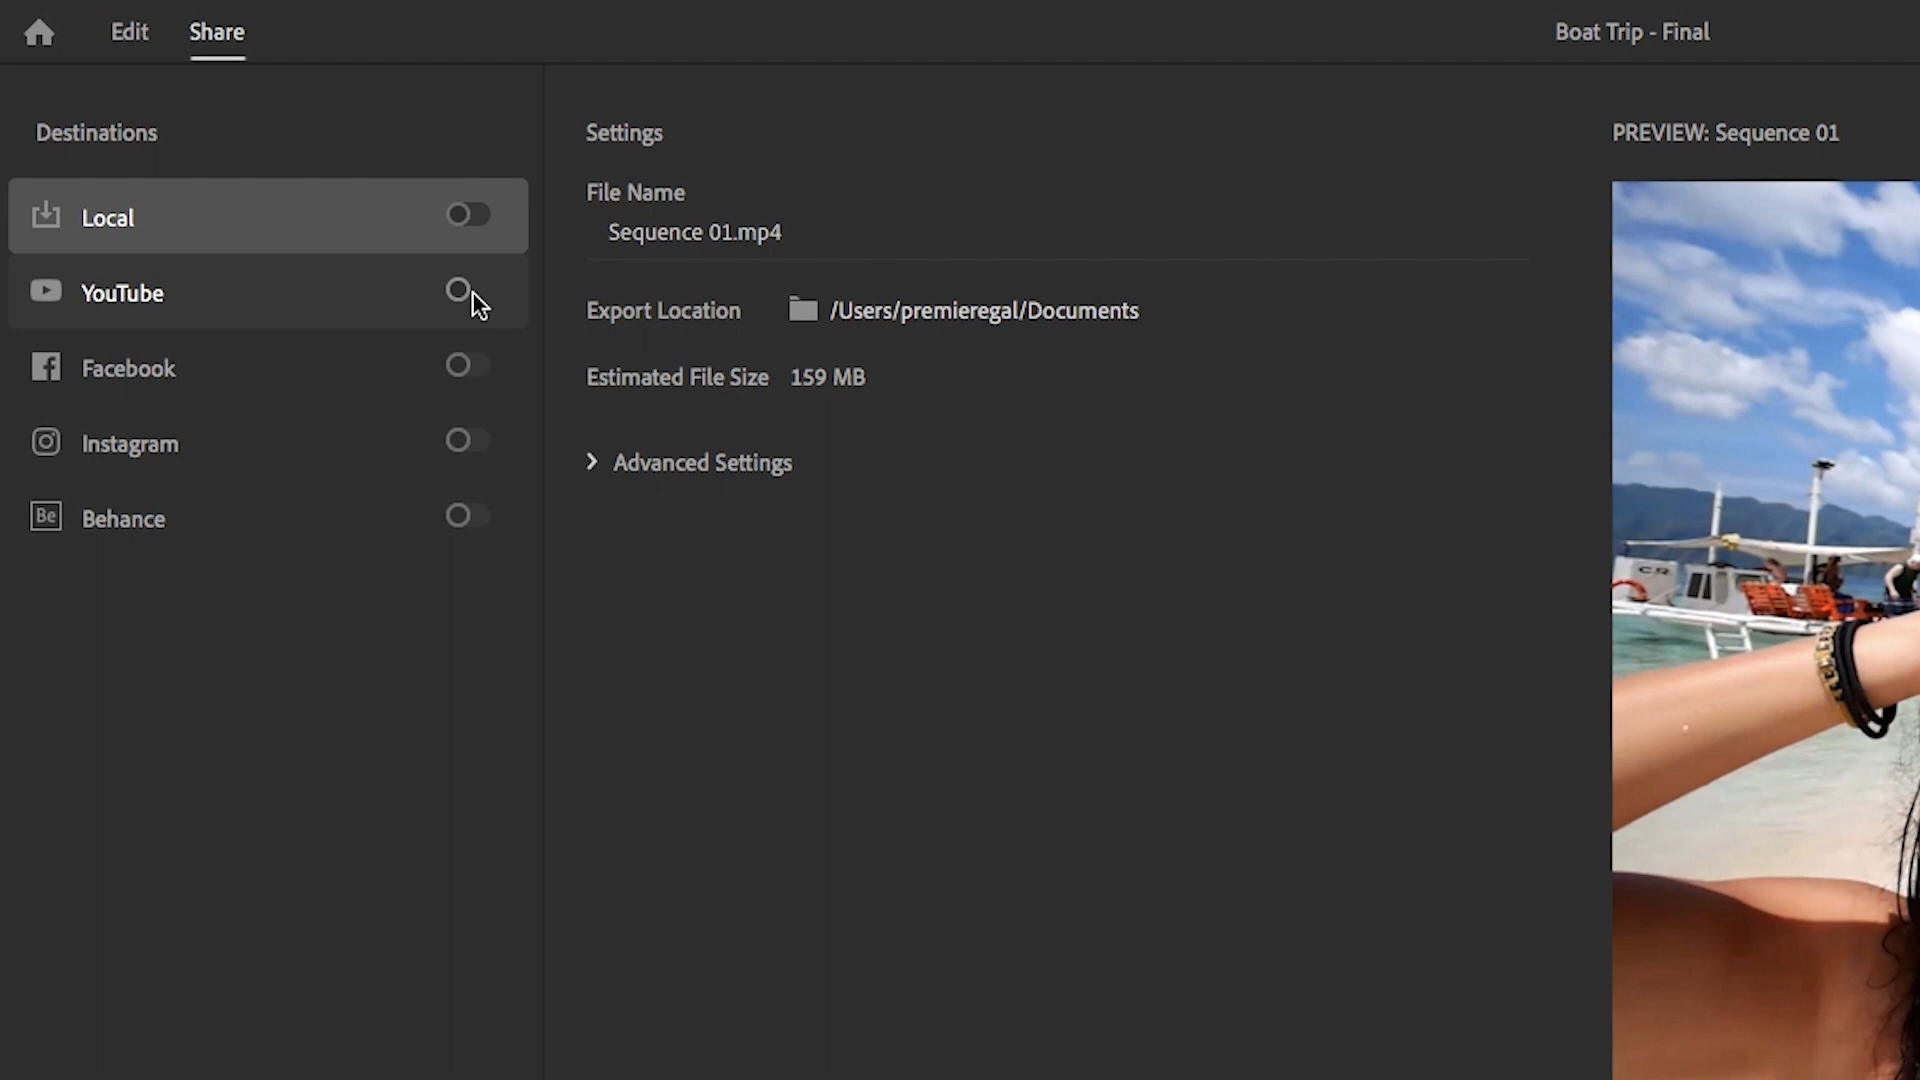 Edit
Share
Boat Trip - Final
Destinations
Local
YouTube
Facebook
Instagram
Be
Behance
Settings
File Name
Sequence 01.mp4
Export Location /Users/premieregal/Documents
Estimated File Size 159 MB
Advanced Settings
PREVIEW: Sequence 01
C.R